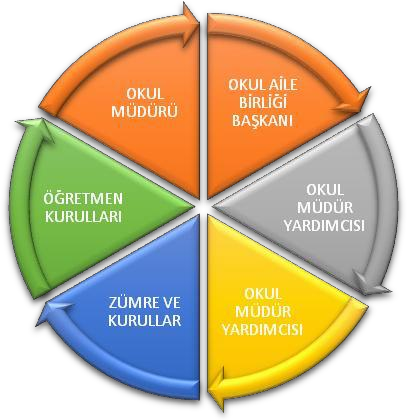 OKUL
MÜDÜRÜ
OKUL AİLE
BİRLİĞİ
BAŞKANI
OKUL
MÜDÜR
YARDIMCISI
OKUL
MÜDÜR
YARDIMCISI
ZÜMRE VE
KURULLAR
ÖĞRETMEN
KURULLARI